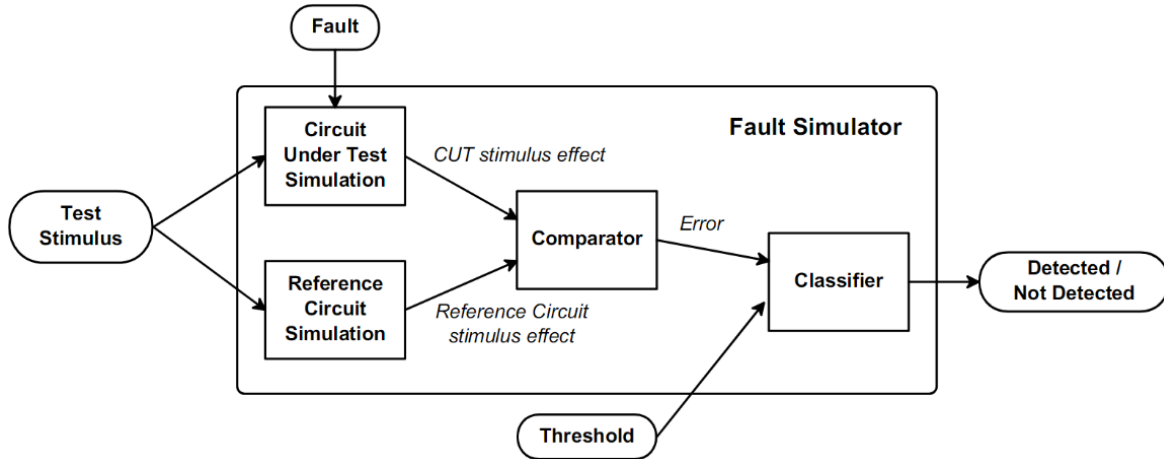 Fault
Circuit
Under Test
Simulation
Fault Simulator
CUT stimulus effect
Test
Stimulus
Comparator
Error
Classifier
Detected /
Not Detected
Reference
Circuit
Simulation
Reference Circuit
stimulus effect
Threshold